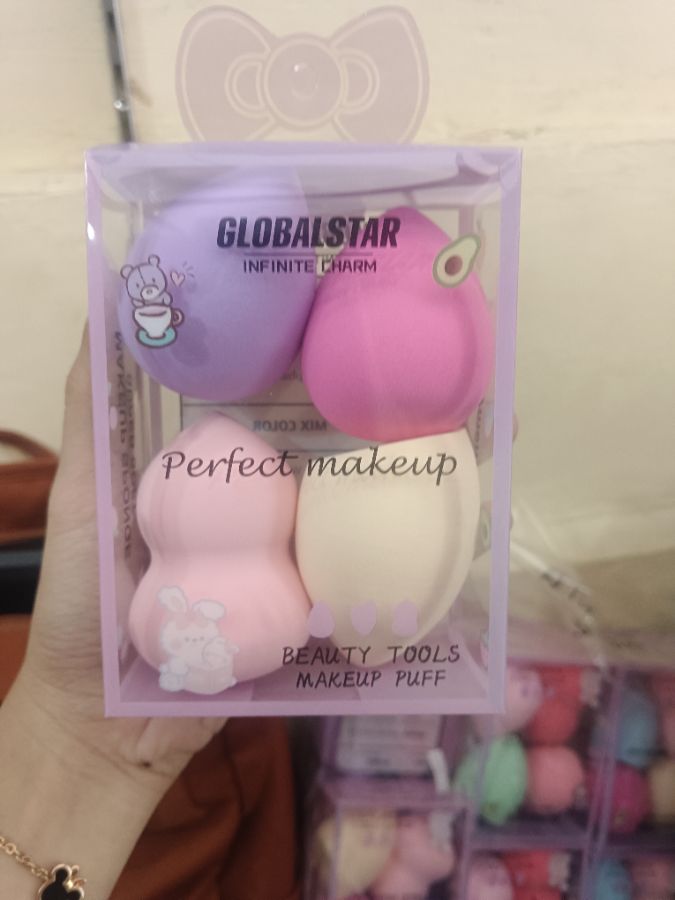 GLOBALSTAR
INFINITE CHARM
MIX COLOR
Perfect makeup
BEAUTY TOOLS
MAKEUP PUFF